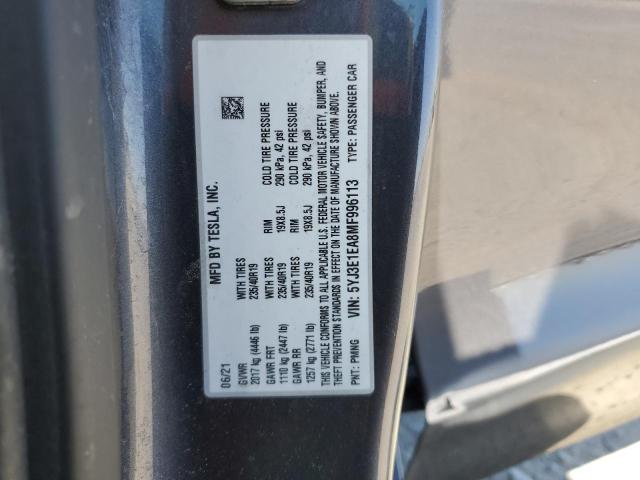 MFD BY TESLA, INC.
06/21
GVWR WITH TIRES RIM COLD TIRE PRESSURE
2017 kg (4446 lb) 235/40R19 19X8.5J 290 kPa, 42 psi
GAWR FRT WITH TIRES RIM COLD TIRE PRESSURE
1110 kg (2447 lb) 235/40R19 19X8.5J 290 kPa, 42 psi
GAWR RR WITH TIRES RIM COLD TIRE PRESSURE
1257 kg (2771 lb) 235/40R19 19X8.5J 290 kPa, 42 psi
THIS VEHICLE CONFORMS TO ALL APPLICABLE U.S. FEDERAL MOTOR VEHICLE SAFETY, BUMPER, AND
THEFT PREVENTION STANDARDS IN EFFECT ON THE DATE OF MANUFACTURE SHOWN ABOVE.
PNT: PMNG VIN: 5YJ3E1EA8MF996113 TYPE: PASSENGER CAR